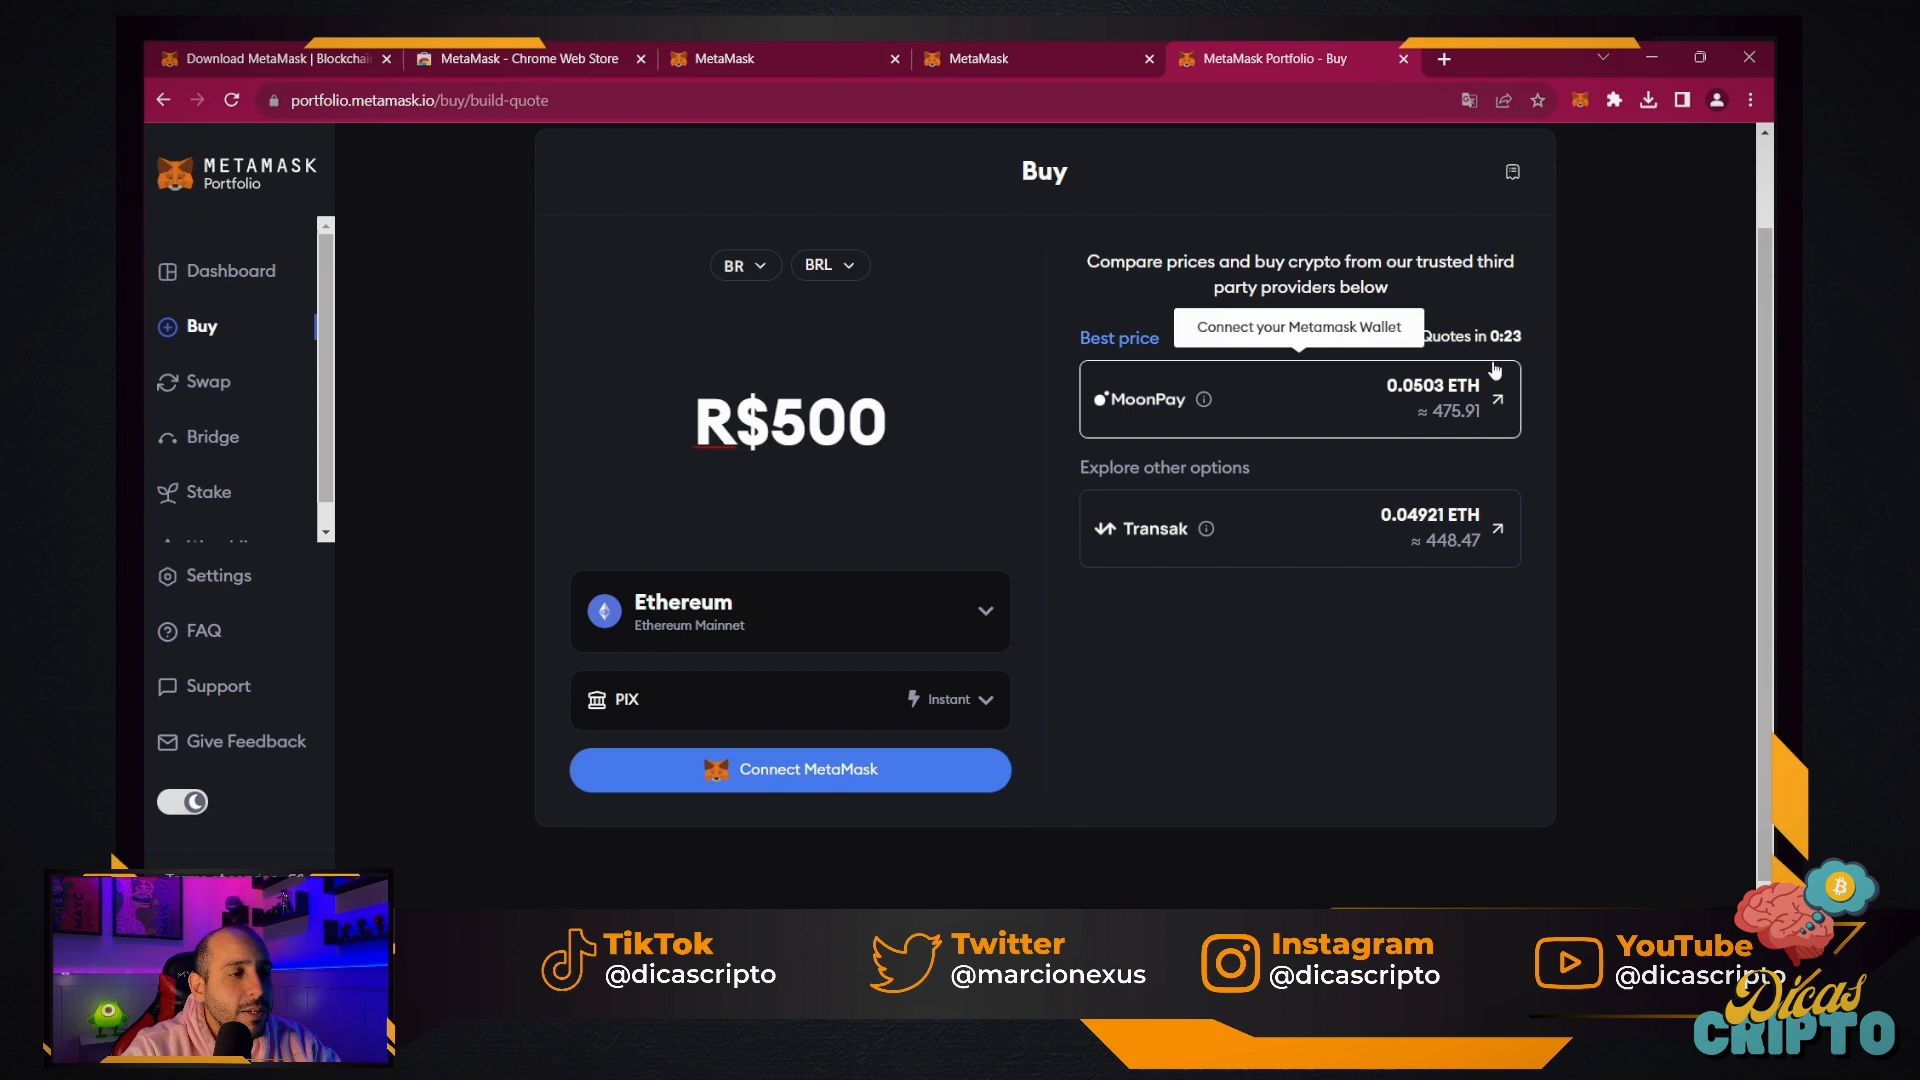 Download MetaMask | Blockchai
MetaMask - Chrome Web Store
MetaMask
MetaMask
MetaMask Portfolio - Buy
portfolio.metamask.io/buy/build-quote
METAMASK
Portfolio
Dashboard
Buy
Swap
Bridge
Stake
Settings
FAQ
Support
Give Feedback
Buy
BR
BRL
R$500
Ethereum
Ethereum Mainnet
PIX
Instant
Connect MetaMask
Compare prices and buy crypto from our trusted third
party providers below
Best price
Connect your Metamask Wallet
Quotes in 0:23
MoonPay
0.0503 ETH
≈ 475.91
Explore other options
Transak
0.04921 ETH
≈ 448.47
TikTok
@dicascripto
Twitter
@marcionexus
Instagram
@dicascripto
YouTube
@dicascripto
Dicas
CRIPTO